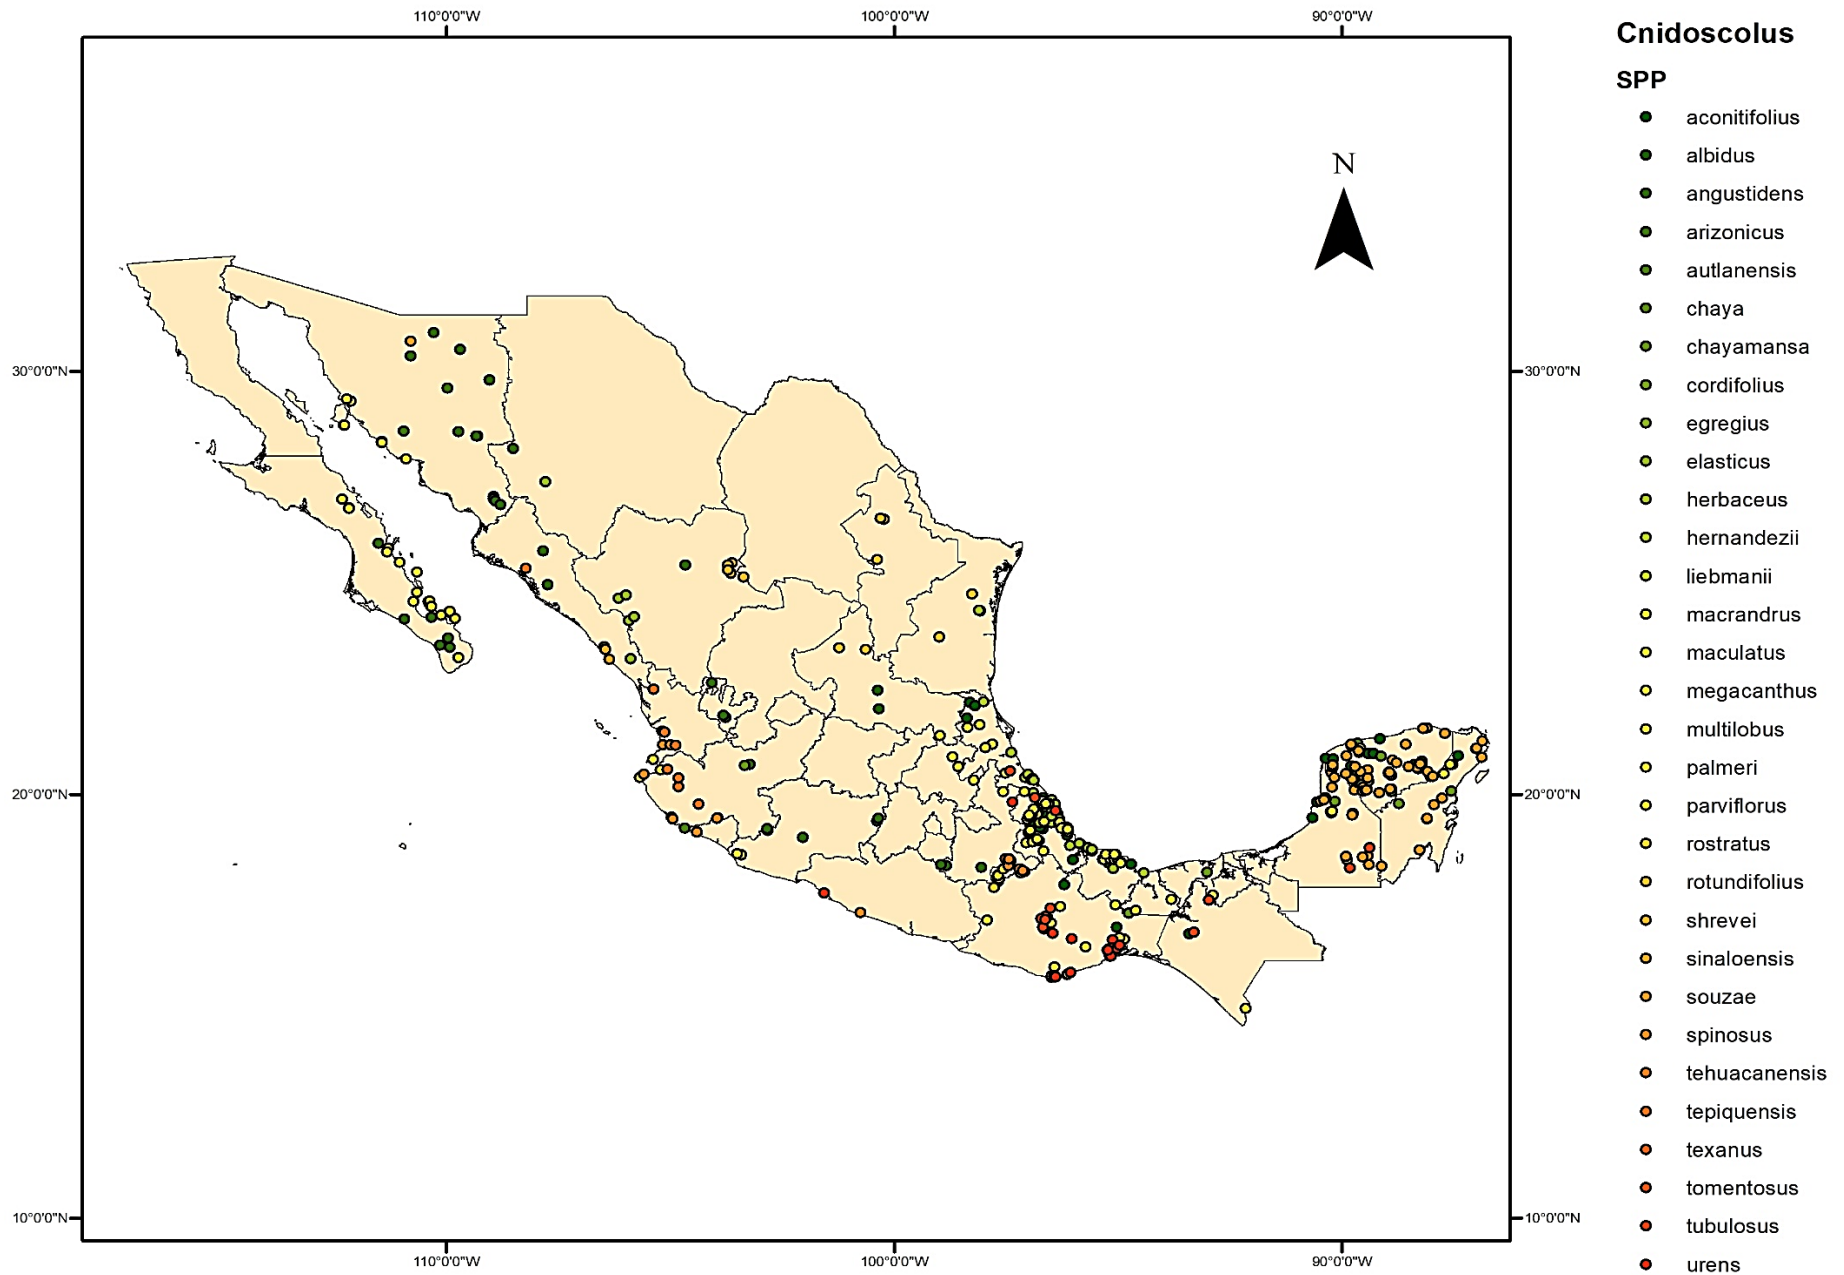 110°0'0"W
100°0'0"W
90°0'0"W
Cnidoscolus
SPP
aconitifolius
albidus
N
angustidens
arizonicus
autlanensis
chaya
chayamansa
30°0'0"N
30°0'0"N
cordifolius
egregius
elasticus
herbaceus
hernandezii
liebmanii
macrandrus
maculatus
megacanthus
multilobus
palmeri
20°0'0"N
20°0'0"N
parviflorus
rostratus
rotundifolius
shrevei
sinaloensis
souzae
spinosus
tehuacanensis
tepiquensis
texanus
tomentosus
10°0'0"N
10°0'0"N
tubulosus
110°0'0"W
100°0'0"W
90°0'0"W
urens